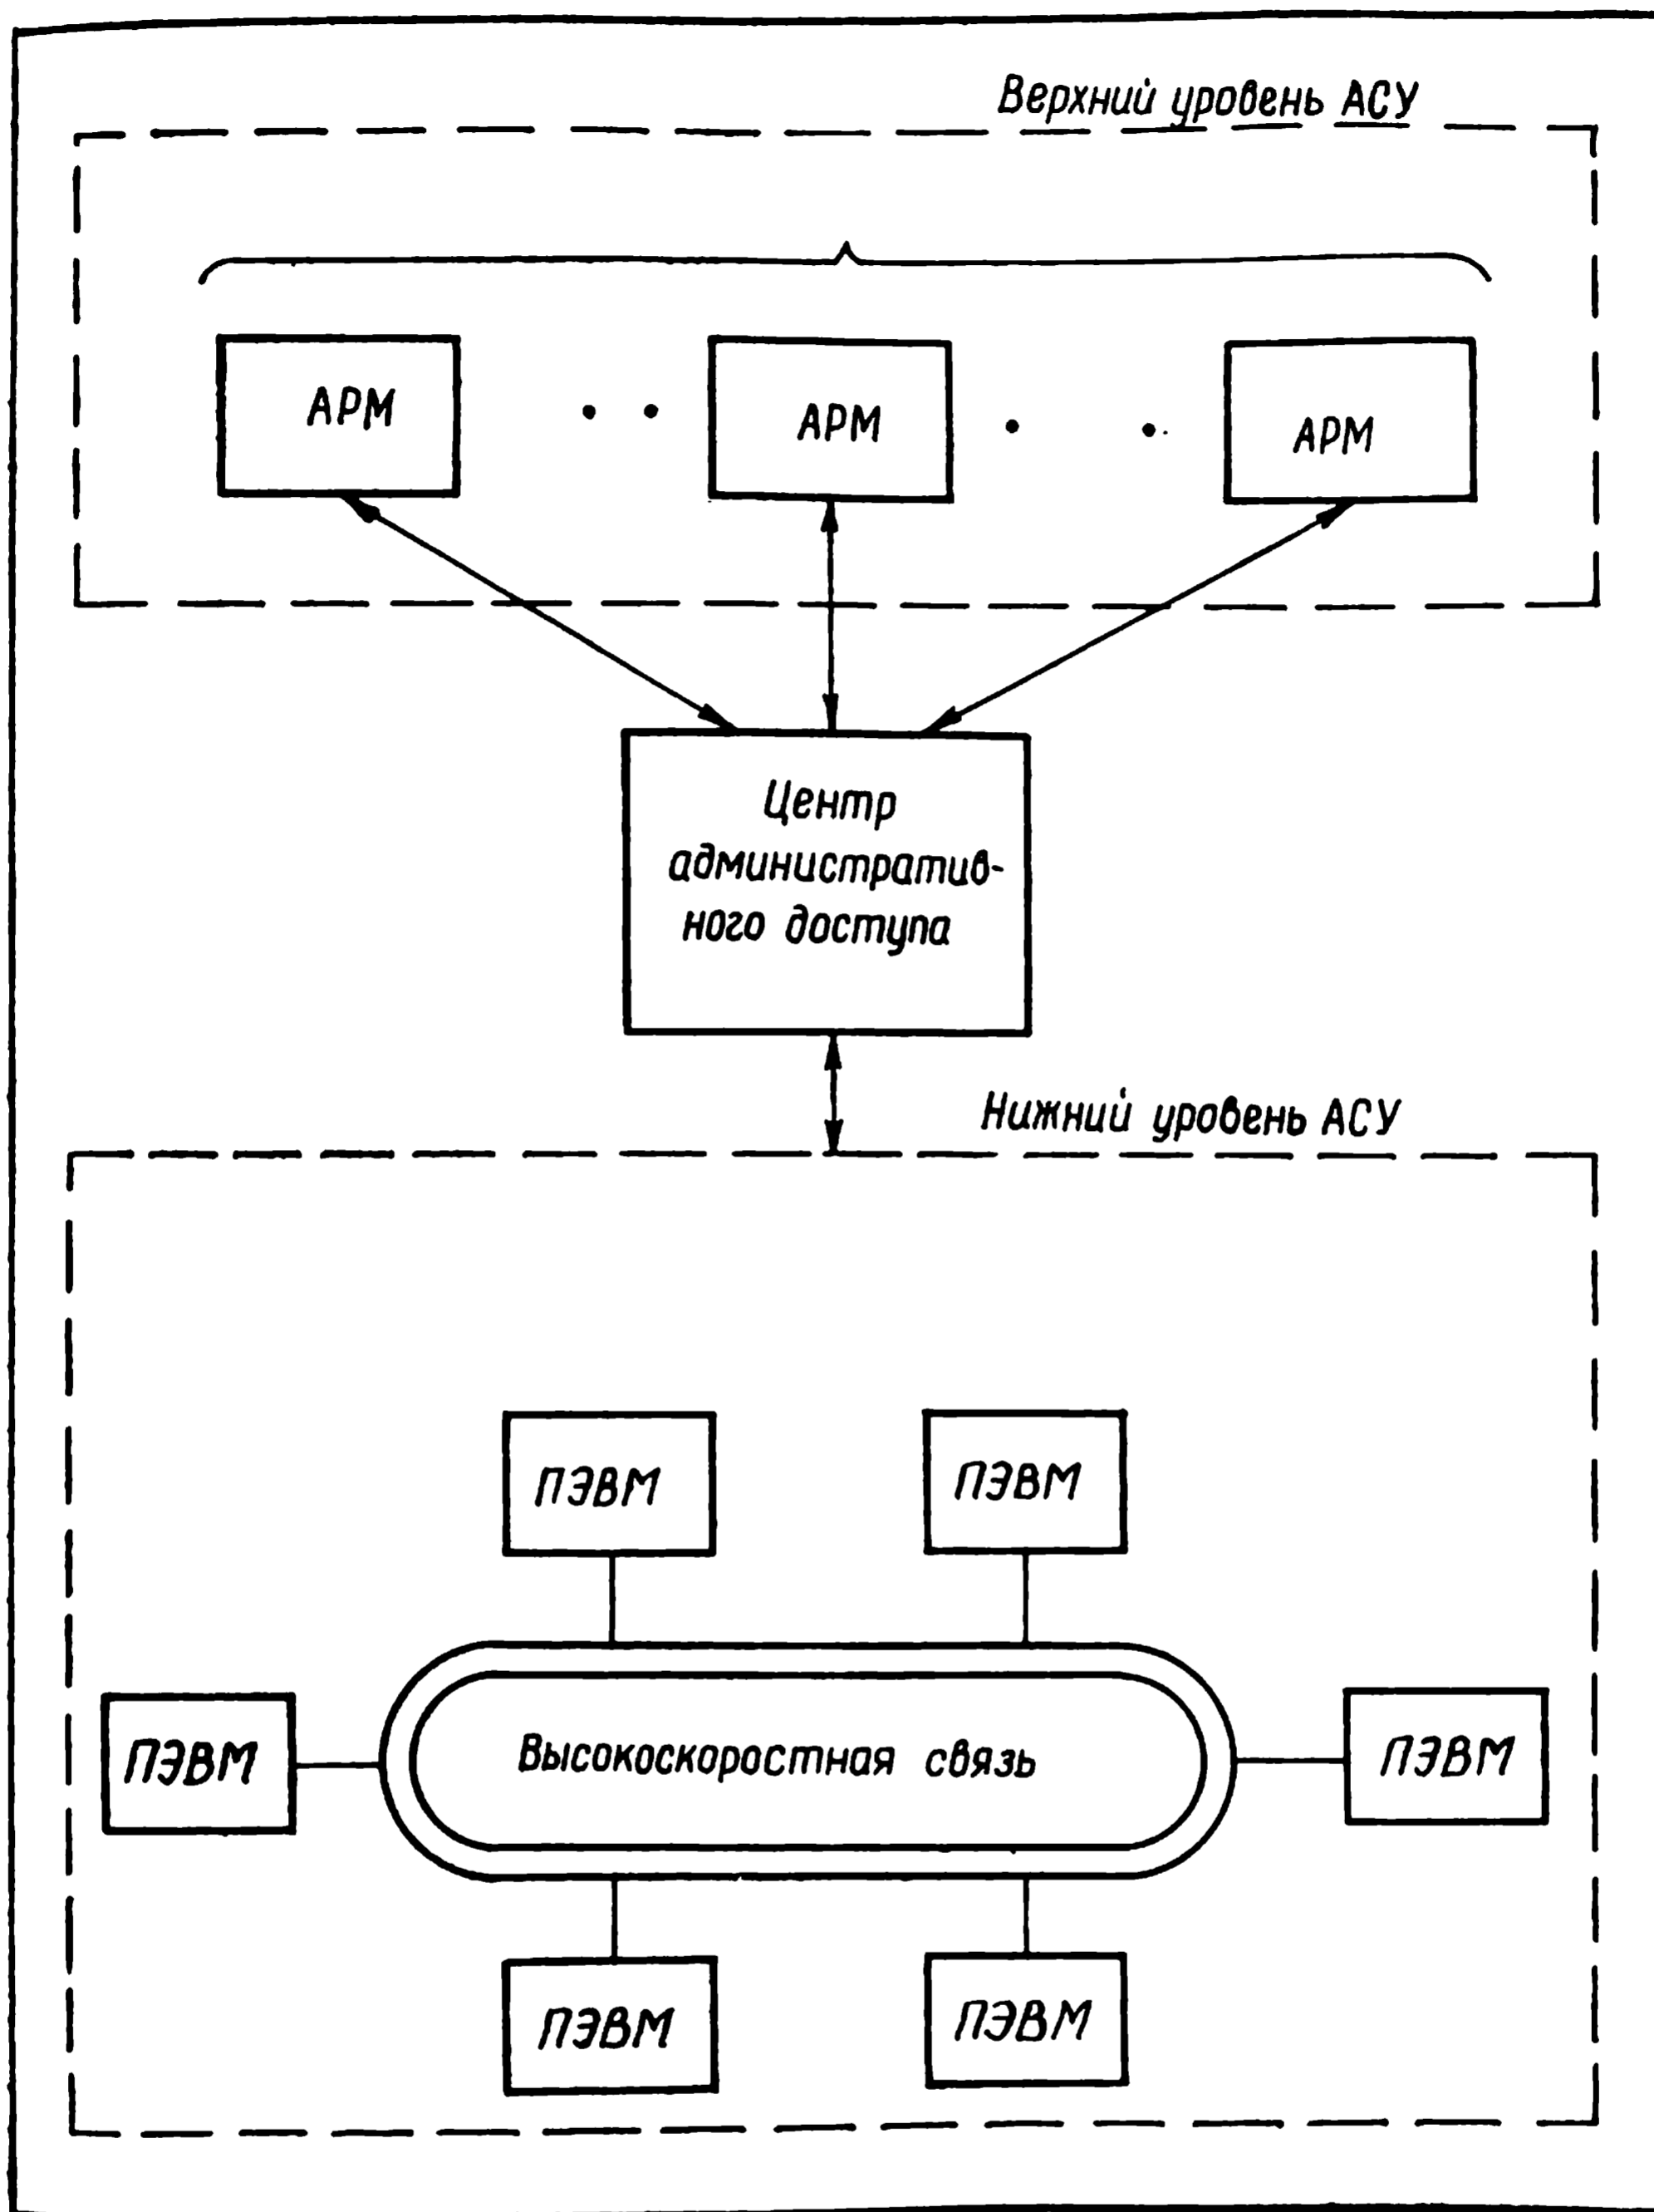 Верхний уровень АСУ
АРМ
АРМ
АРМ
Центр
административ-
ного доступа
Нижний уровень АСУ
ПЭВМ
ПЭВМ
ПЭВМ
Высокоскоростная связь
ПЭВМ
ПЭВМ
ПЭВМ